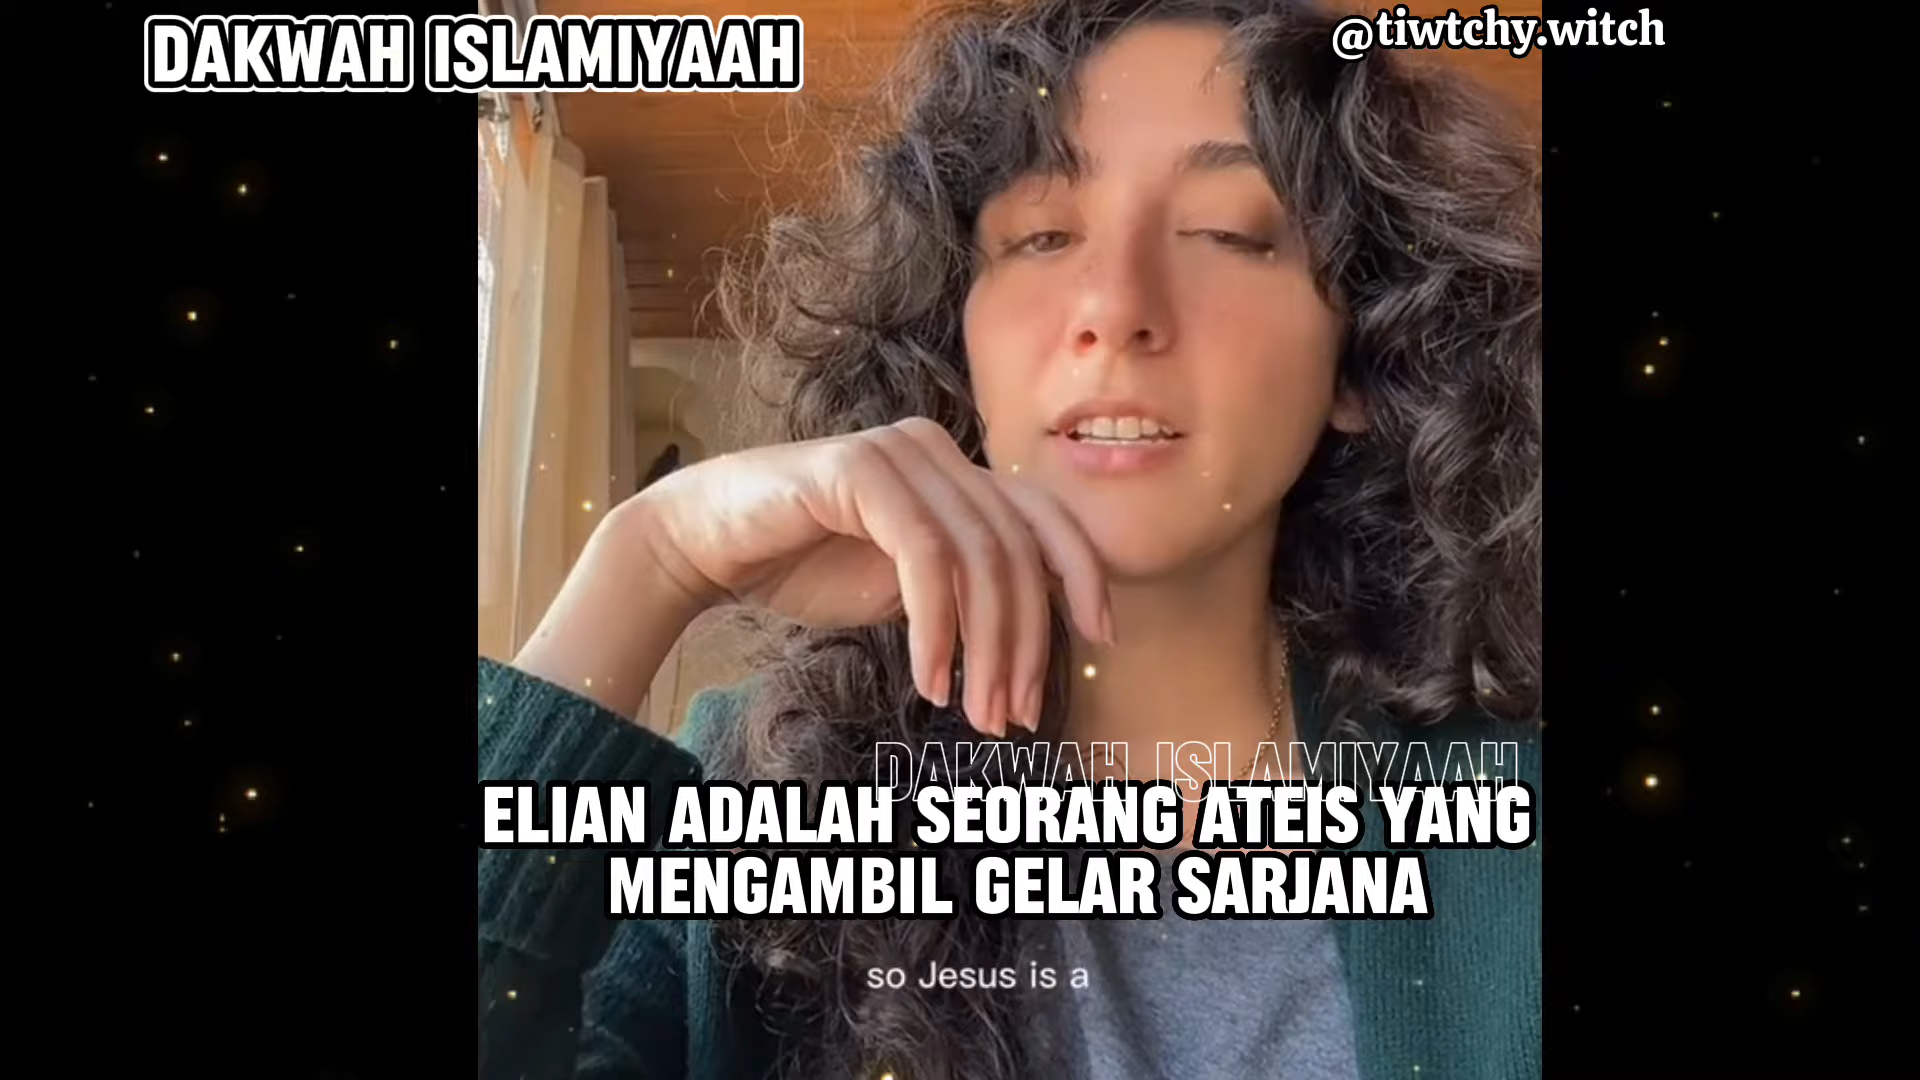 DAKWAH ISLAMIYAAH
@tiwtchy.witch
DAKWAH ISLAMIYAAH
ELIAN ADALAH SEORANG ATEIS YANG
MENGAMBIL GELAR SARJANA
so Jesus is a